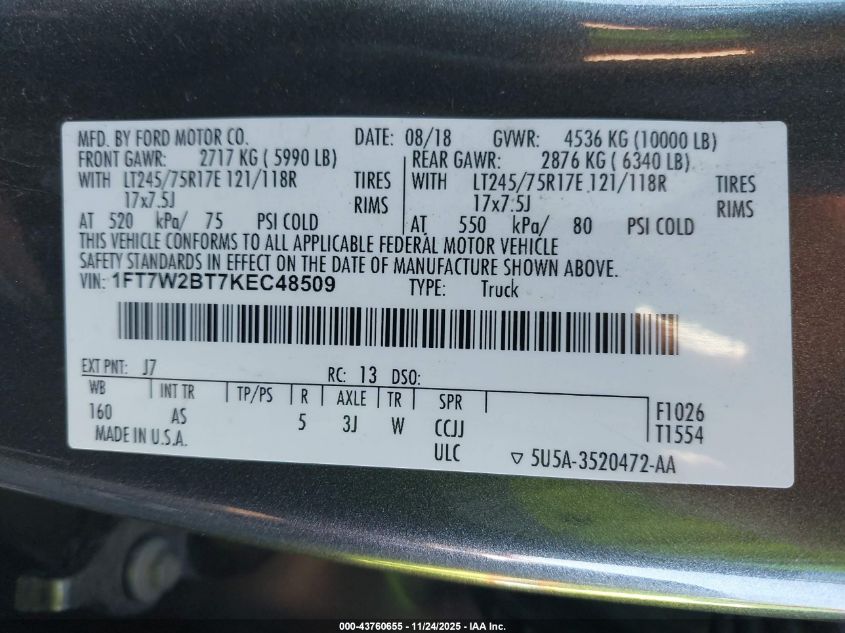 MFD. BY FORD MOTOR CO. DATE: 08/18 GVWR: 4536 KG (10000 LB)
FRONT GAWR: 2717 KG ( 5990 LB) REAR GAWR: 2876 KG ( 6340 LB)
WITH LT245/75R17E 121/118R TIRES WITH LT245/75R17E 121/118R TIRES
17x7.5J RIMS 17x7.5J RIMS
AT 520 kPa/ 75 PSI COLD AT 550 kPa/ 80 PSI COLD
THIS VEHICLE CONFORMS TO ALL APPLICABLE FEDERAL MOTOR VEHICLE
SAFETY STANDARDS IN EFFECT ON THE DATE OF MANUFACTURE SHOWN ABOVE.
VIN: 1FT7W2BT7KEC48509 TYPE: Truck
EXT PNT: J7 RC: 13 DSO:
WB INT TR TP/PS R AXLE TR SPR
160 AS 5 3J W CCJJ F1026
ULC T1554
MADE IN U.S.A. ▽ 5U5A-3520472-AA
000-43760655 - 11/24/2025 - IAA Inc.